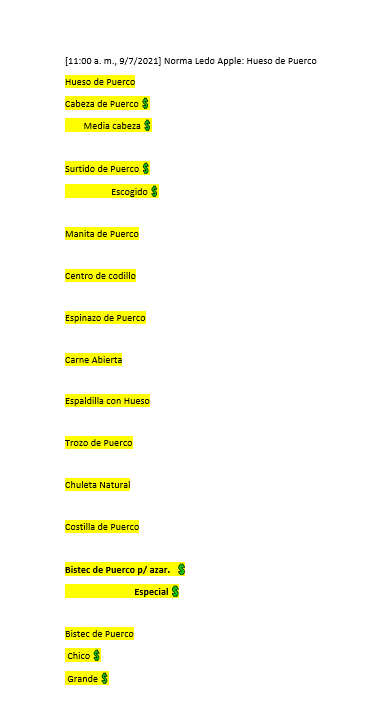 [11:00 a. m., 9/7/2021] Norma Ledo Apple: Hueso de Puerco
Hueso de Puerco
Cabeza de Puerco 💲
Media cabeza 💲
Surtido de Puerco 💲
Escogido 💲
Manita de Puerco
Centro de codillo
Espinazo de Puerco
Carne Abierta
Espaldilla con Hueso
Trozo de Puerco
Chuleta Natural
Costilla de Puerco
Bistec de Puerco p/ azar. 💲
Especial 💲
Bistec de Puerco
Chico 💲
Grande 💲